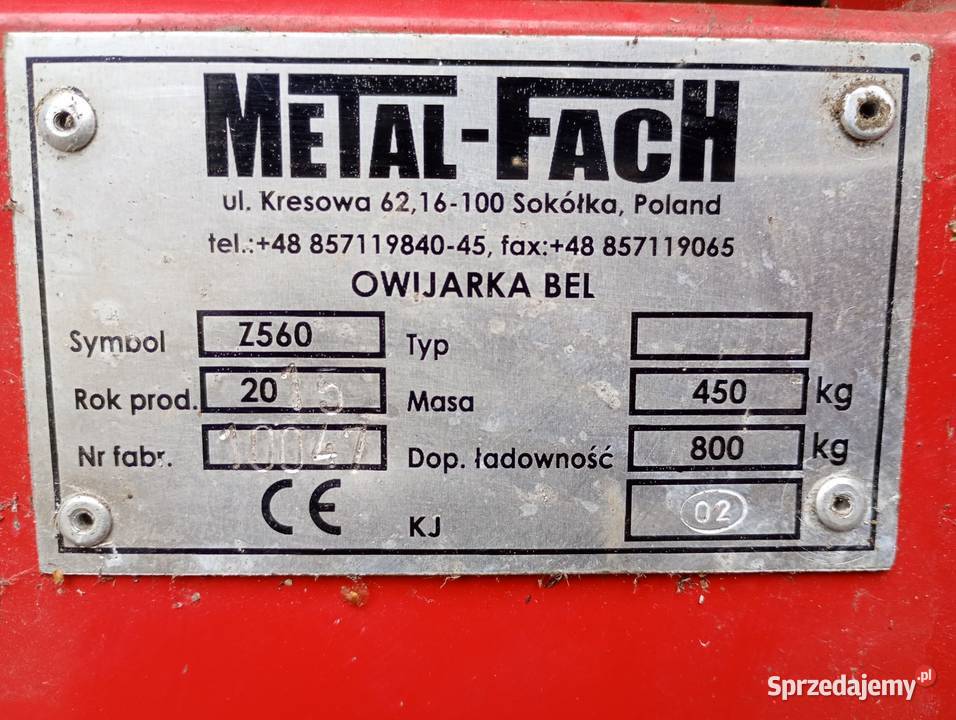 METAL-FACH
ul. Kresowa 62,16-100 Sokółka, Poland
tel.:+48 857119840-45, fax:+48 857119065
OWIJARKA BEL
Symbol Z560 Typ
Rok prod. 2015 Masa 450 kg
Nr fabr. 10047 Dop. ładowność 800 kg
CE KJ 02
Sprzedajemy.pl